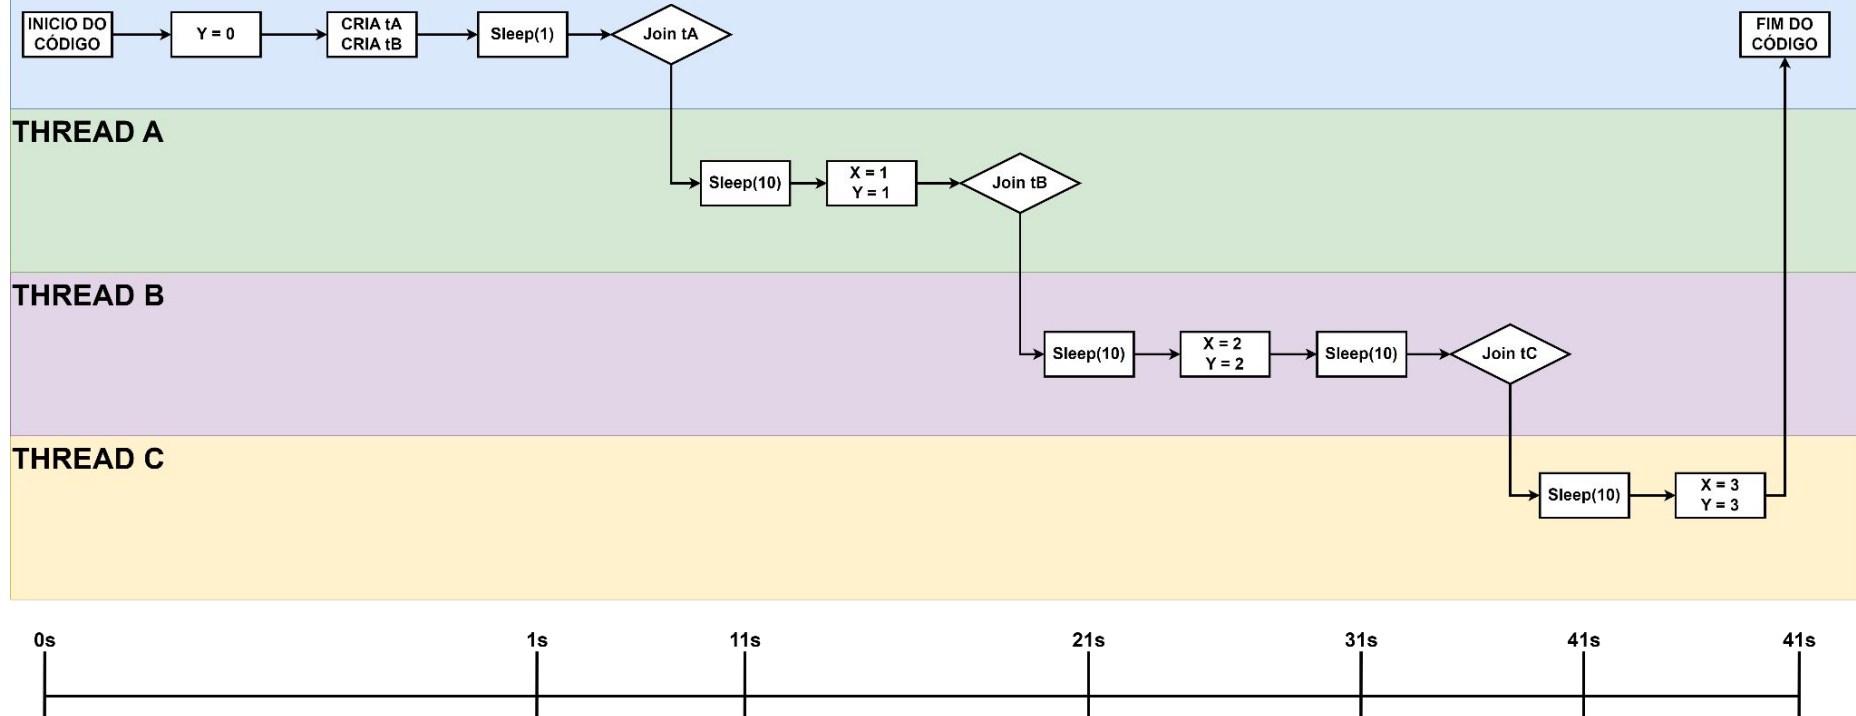 INICIO DO
CÓDIGO
Y = 0
CRIA tA
CRIA tB
Sleep(1)
Join tA
FIM DO
CÓDIGO
THREAD A
Sleep(10)
X = 1
Y = 1
Join tB
THREAD B
Sleep(10)
X = 2
Y = 2
Sleep(10)
Join tC
THREAD C
Sleep(10)
X = 3
Y = 3
0s
1s
11s
21s
31s
41s
41s